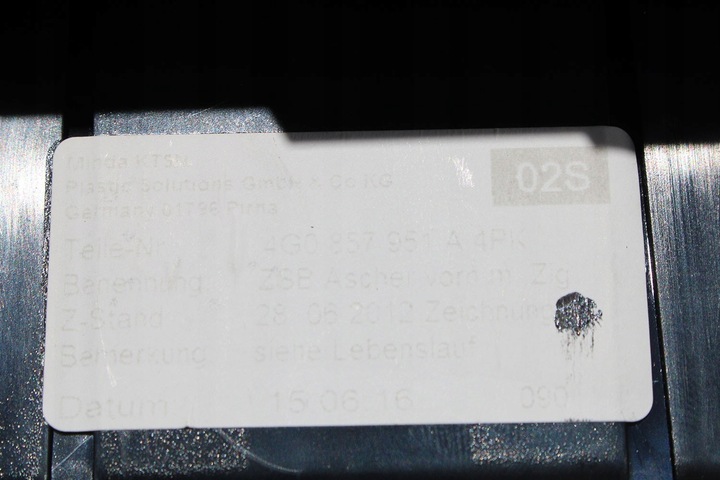 Minda KTSN
Plastic Solutions GmbH & Co KG
Germany 01796 Pirna
02S
Teile-Nr. 4G0 857 951 A 4PK
Benennung: ZSB Ascher vorn m. Zig
Z-Stand: 28.06.2012 Zeichnung
Bemerkung: siehe Lebenslauf
Datum 15.06.16 090